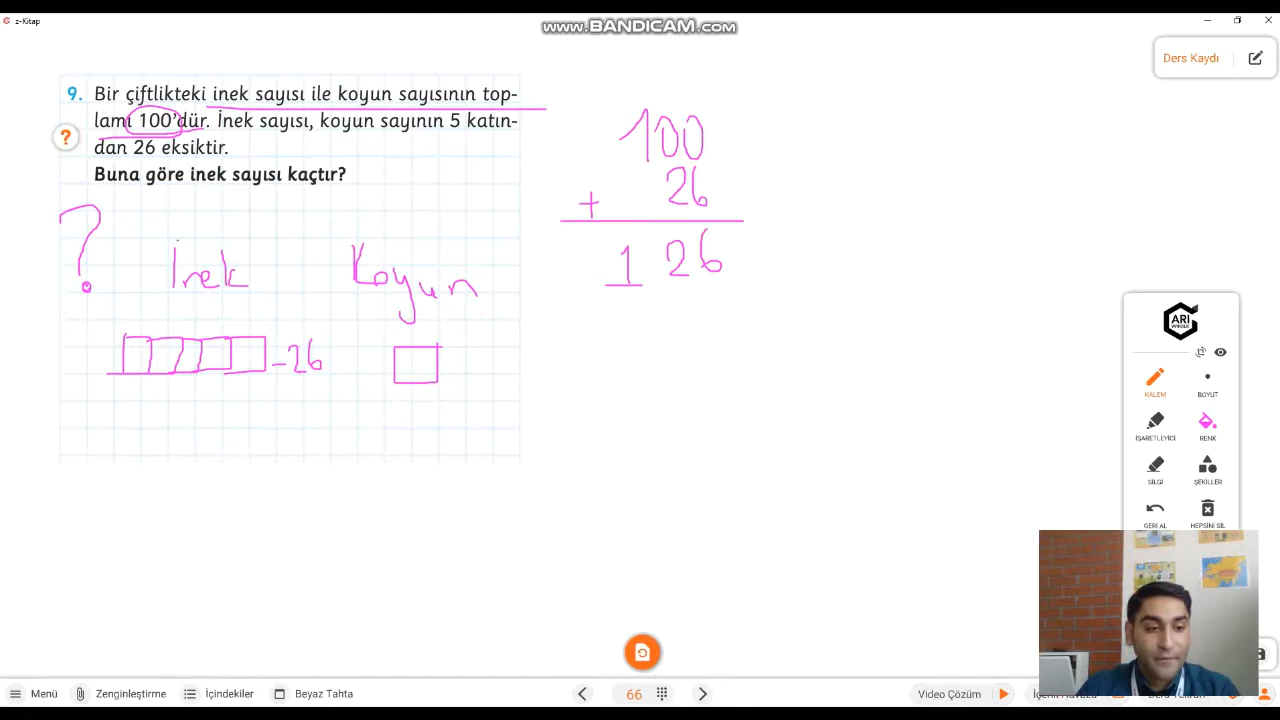 z-Kitap
www.BANDICAM.com
Ders Kaydı
9. Bir çiftlikteki inek sayısı ile koyun sayısının top-
lamı 100'dür. İnek sayısı, koyun sayının 5 katın-
? dan 26 eksiktir.
Buna göre inek sayısı kaçtır?
100
26
+
126
?
İnek Koyun
-26
ARI
KALEM BOYUT
İŞARETLEYİCİ RENK
SİLGİ ŞEKİLLER
GERİ AL HEPSİNİ SİL
Menü Zenginleştirme İçindekiler Beyaz Tahta 66 Video Çözüm